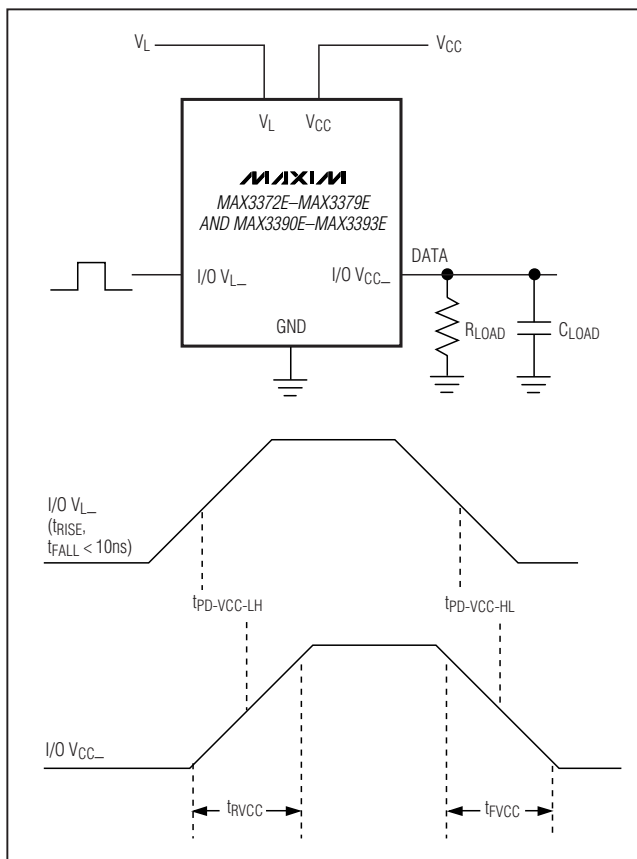 VL
VCC
VL VCC
MAXIM
MAX3372E–MAX3379E
AND MAX3390E–MAX3393E
DATA
I/O VL_ I/O VCC_
GND
RLOAD CLOAD
I/O VL_
(tRISE,
tFALL < 10ns)
tPD-VCC-LH tPD-VCC-HL
I/O VCC_
tRVCC tFVCC